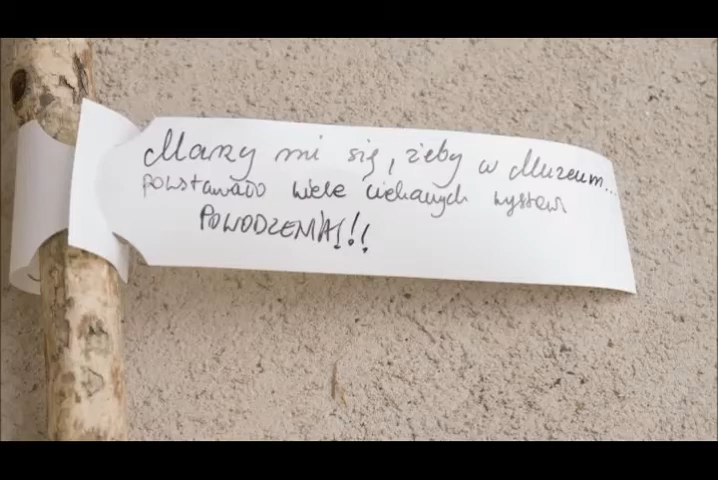 Marzy mi się, żeby w Muzeum...
powstawało wiele ciekawych wystaw
POWODZENIA!!!